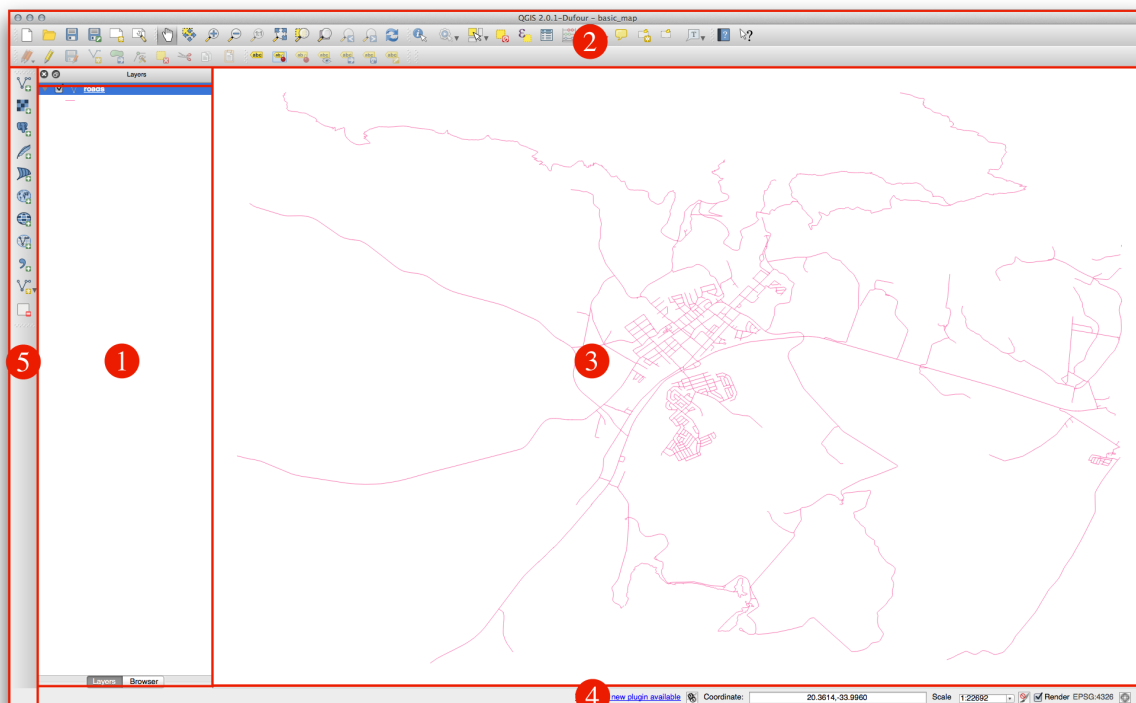 QGIS 2.0.1-Dufour - basic_map
2
Layers
roads
5
1
3
Layers Browser
4
new plugin available Coordinate: 20.3614,-33.9960 Scale 1:22692 Render EPSG:4326